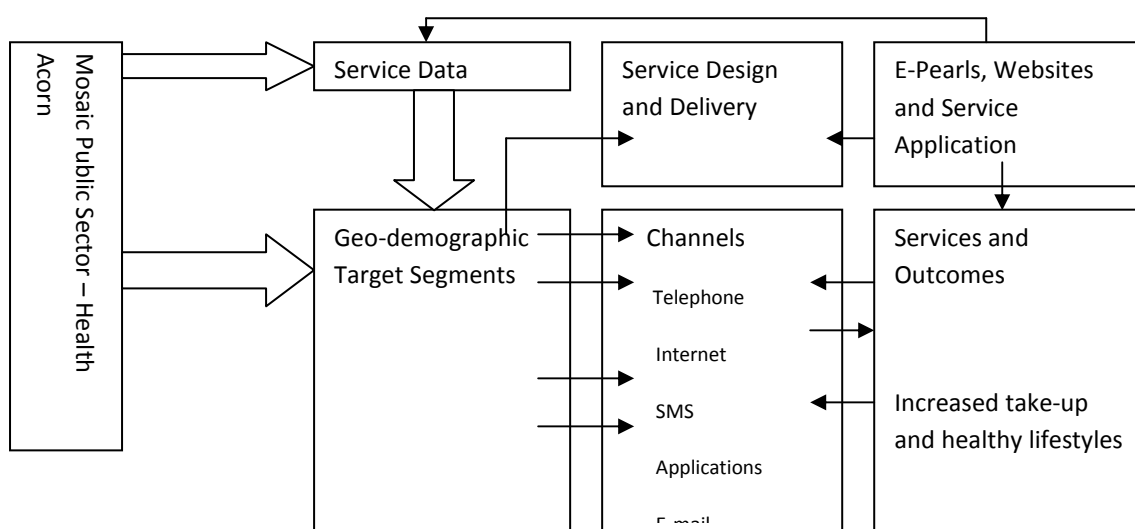 Mosaic Public Sector – Health
Acorn
Service Data
Service Design
and Delivery
E-Pearls, Websites
and Service
Application
Geo-demographic
Target Segments
Channels
Telephone
Internet
SMS
Applications
E-mail
Services and
Outcomes
Increased take-up
and healthy lifestyles